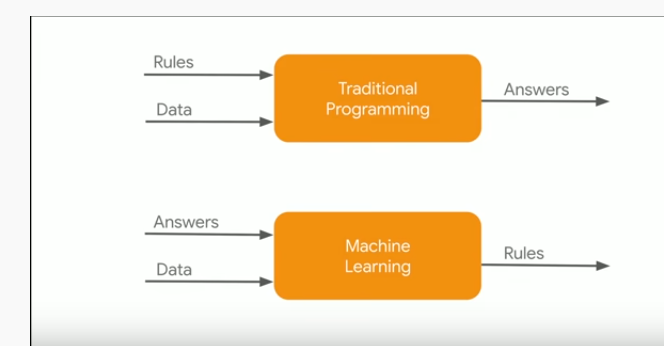 Rules
Data
Traditional
Programming
Answers
Answers
Data
Machine
Learning
Rules